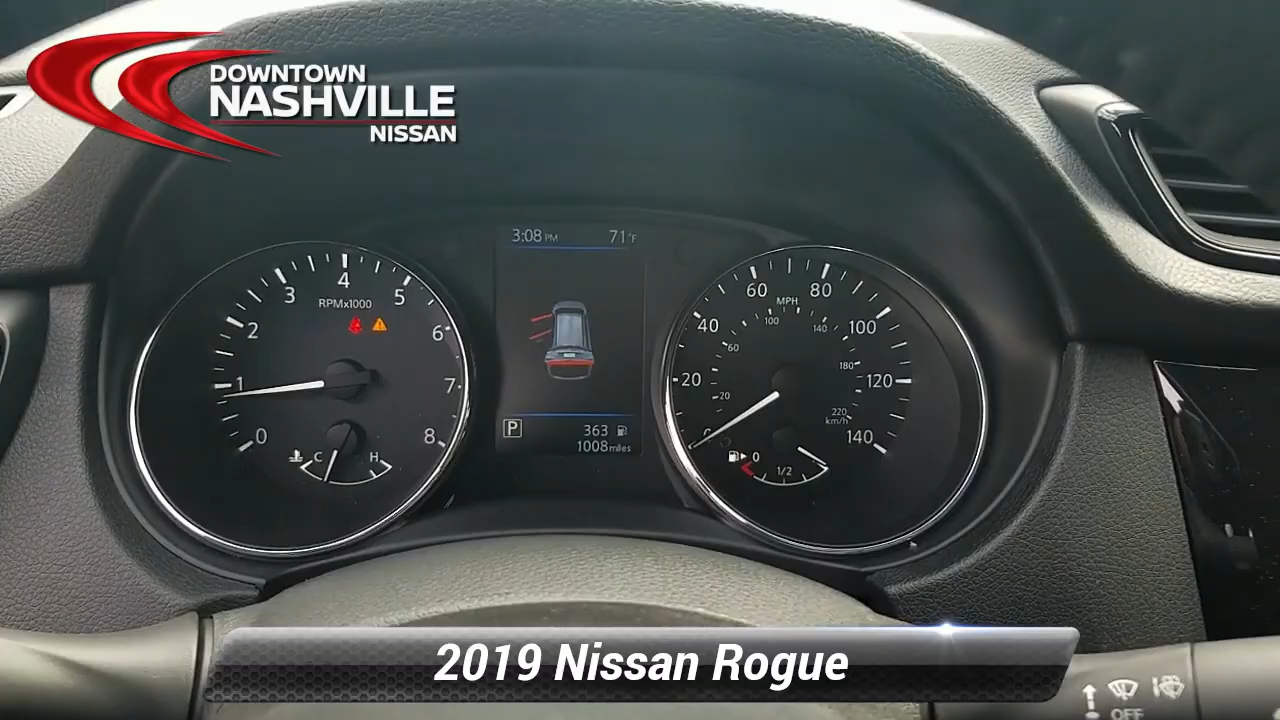 DOWNTOWN
NASHVILLE
NISSAN
3:08 PM 71°F
0 1 2 3 4 5 6 7 8
RPMx1000
C H
P 363
1008 miles
0 20 40 60 80 100 120 140
MPH
20 60 100 140 180 220
km/h
0 1/2
2019 Nissan Rogue
OFF